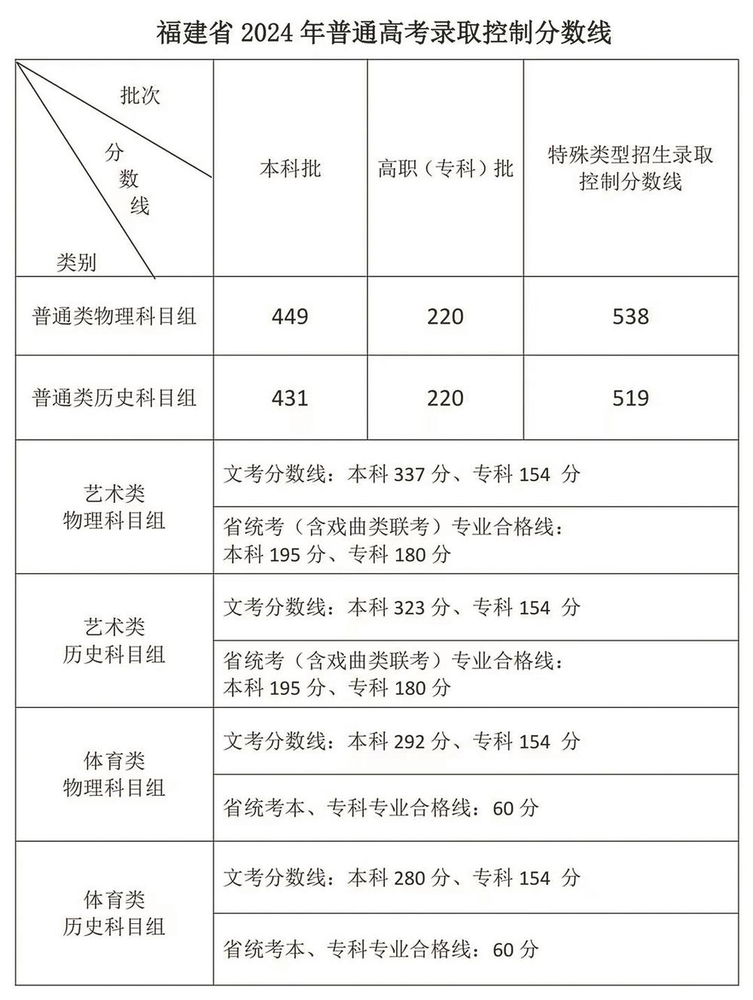 福建省 2024 年普通高考录取控制分数线
批次
分
数
线
类别
本科批
高职（专科）批
特殊类型招生录取
控制分数线
普通类物理科目组
449
220
538
普通类历史科目组
431
220
519
艺术类
物理科目组
文考分数线：本科 337 分、专科 154 分
省统考（含戏曲类联考）专业合格线：
本科 195 分、专科 180 分
艺术类
历史科目组
文考分数线：本科 323 分、专科 154 分
省统考（含戏曲类联考）专业合格线：
本科 195 分、专科 180 分
体育类
物理科目组
文考分数线：本科 292 分、专科 154 分
省统考本、专科专业合格线：60 分
体育类
历史科目组
文考分数线：本科 280 分、专科 154 分
省统考本、专科专业合格线：60 分